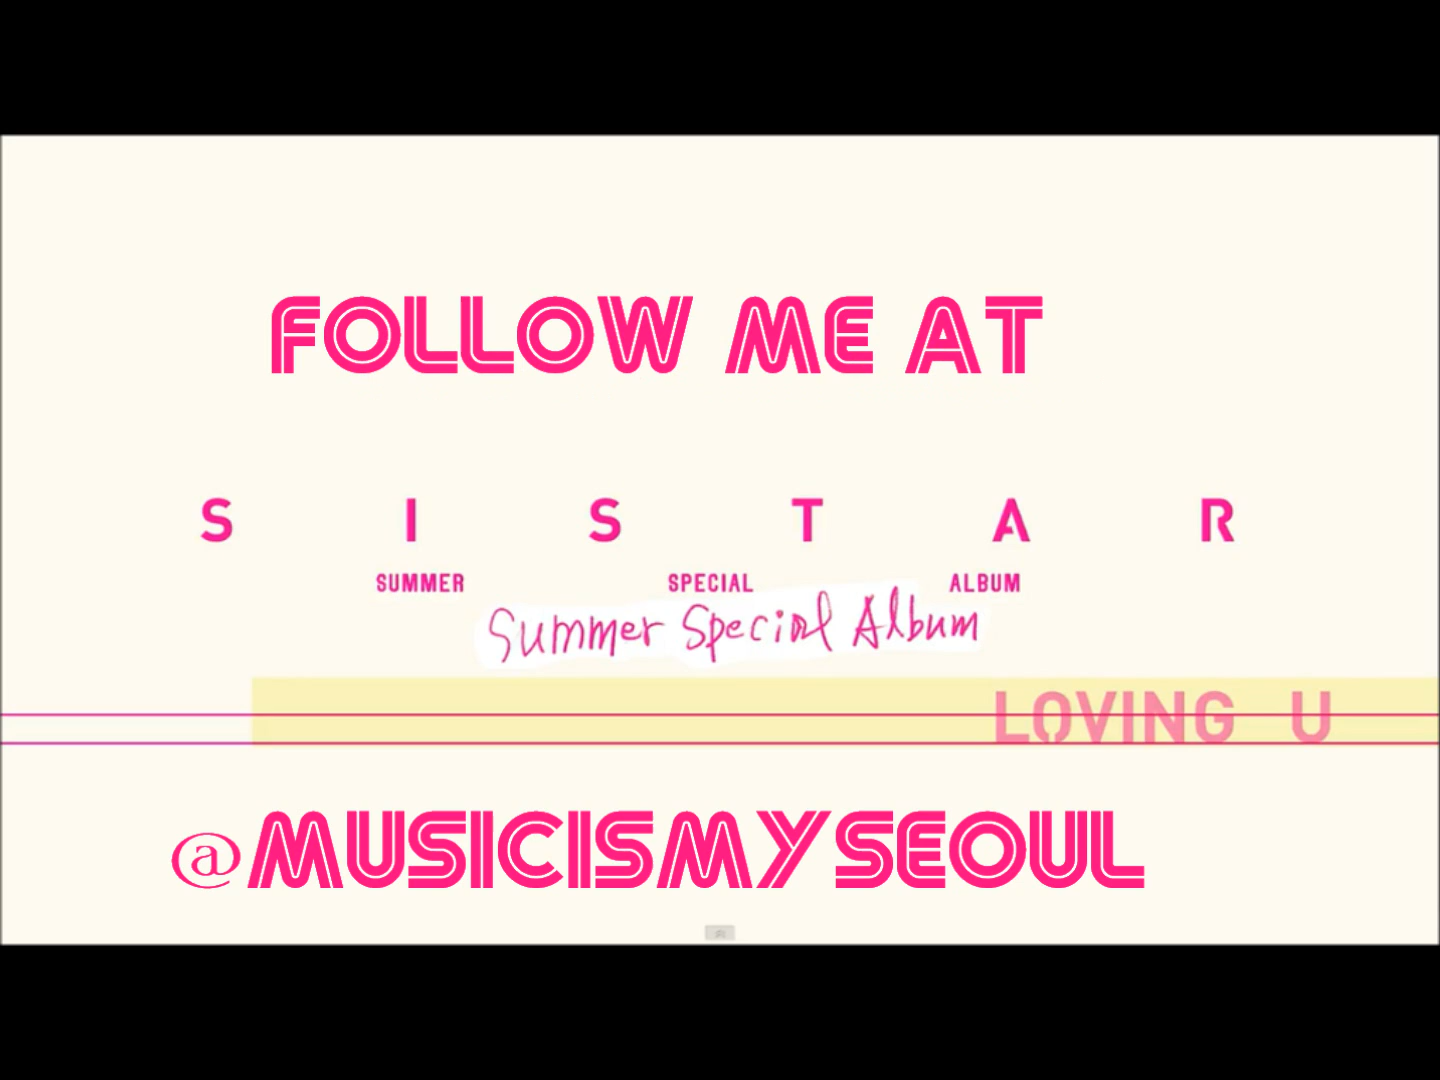 FOLLOW ME AT
S I S T A R
SUMMER SPECIAL ALBUM
Summer Special Album
LOVING U
@MUSICISMYSEOUL